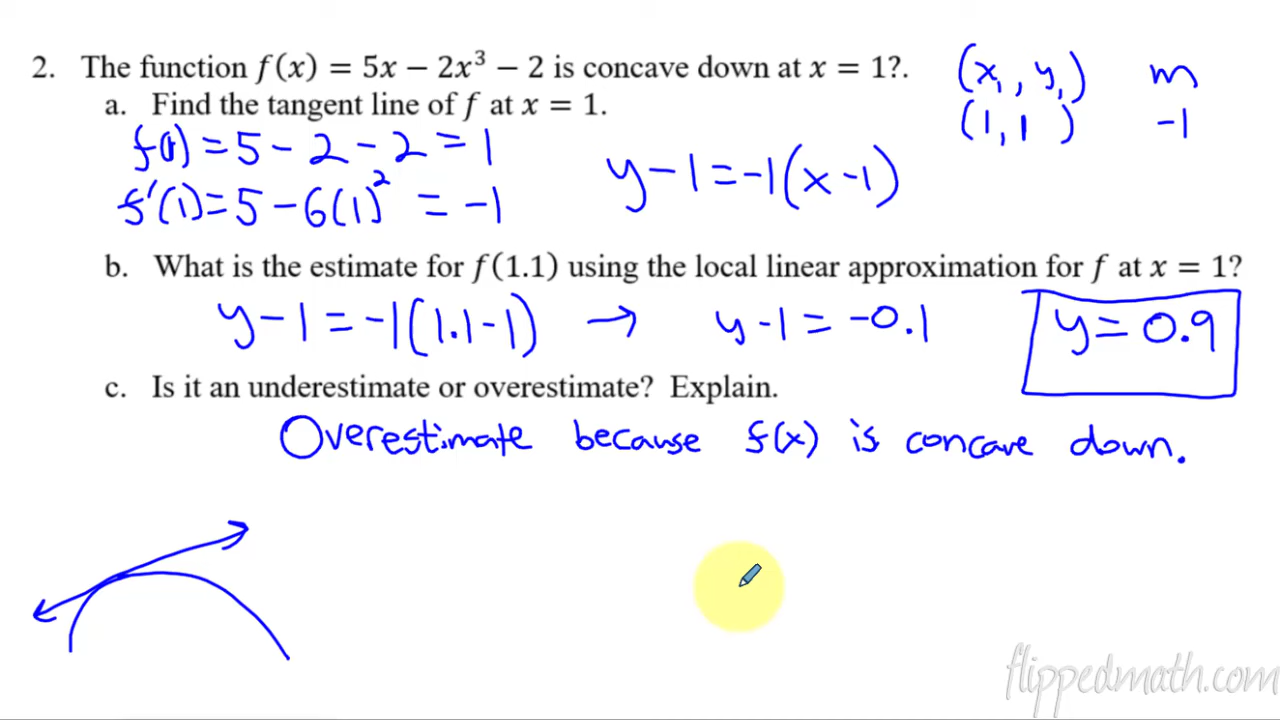 2. The function f(x) = 5x − 2x³ − 2 is concave down at x = 1?.
(x₁, y₁) m
a. Find the tangent line of f at x = 1.
(1, 1) -1
f(1) = 5 - 2 - 2 = 1
y - 1 = -1(x - 1)
f'(1) = 5 - 6(1)² = -1
b. What is the estimate for f(1.1) using the local linear approximation for f at x = 1?
y - 1 = -1(1.1 - 1) → y - 1 = -0.1 y = 0.9
c. Is it an underestimate or overestimate? Explain.
Overestimate because f(x) is concave down.
flippedmath.com